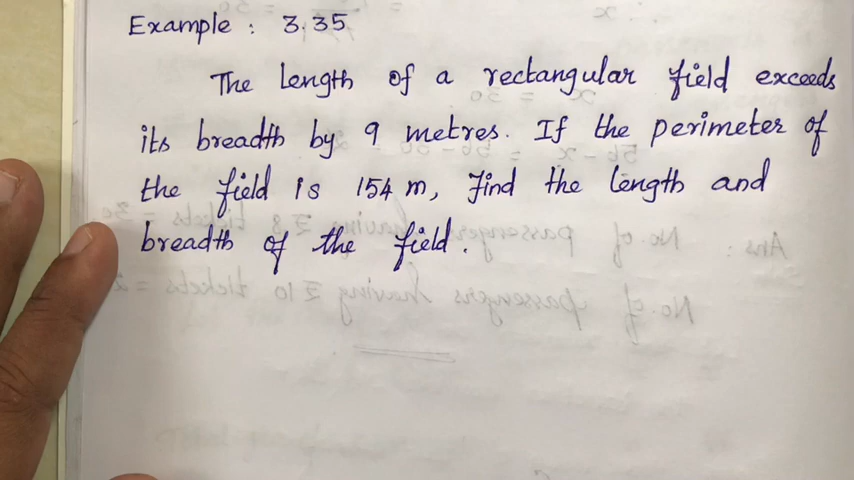 Example : 3.35
The length of a rectangular field exceeds
its breadth by 9 metres. If the perimeter of
the field is 154 m, find the length and
breadth of the field.